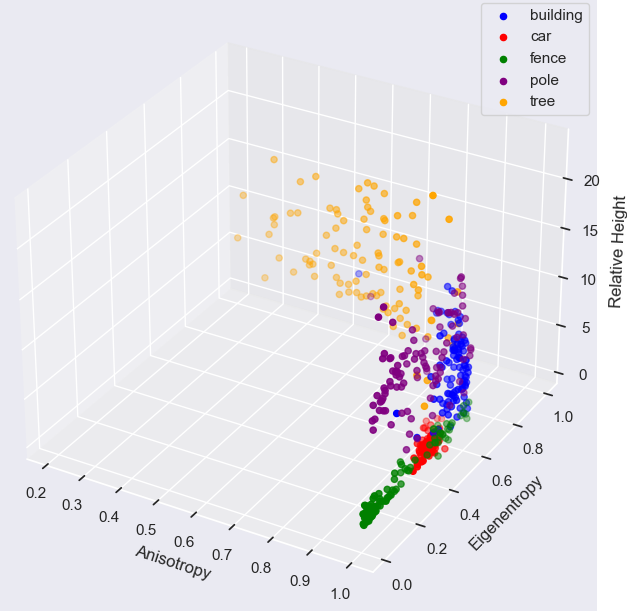 building
car
fence
pole
tree
20
15
10
5
0
Relative Height
1.0
0.8
0.6
0.4
0.2
0.0
Eigenentropy
0.2
0.3
0.4
0.5
0.6
0.7
0.8
0.9
1.0
Anisotropy